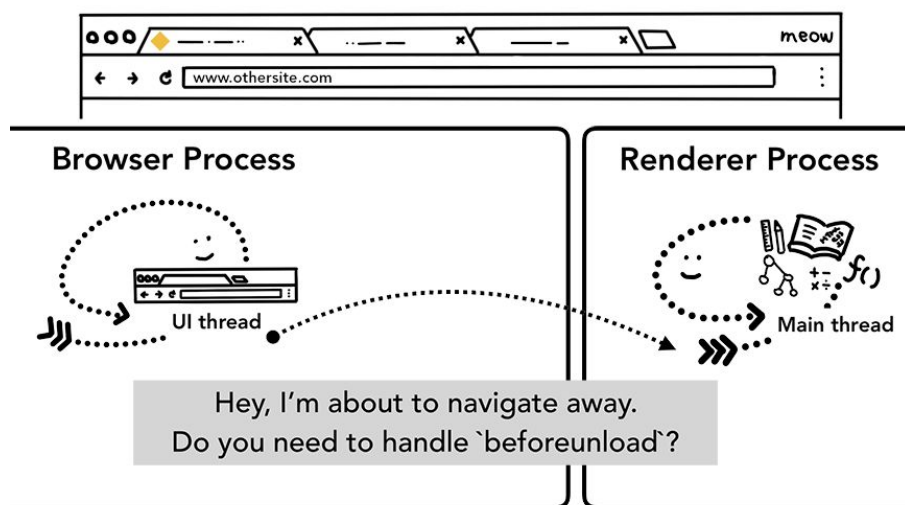 meow
www.othersite.com
Browser Process
UI thread
Renderer Process
+-
×÷
f()
Main thread
Hey, I'm about to navigate away.
Do you need to handle `beforeunload`?